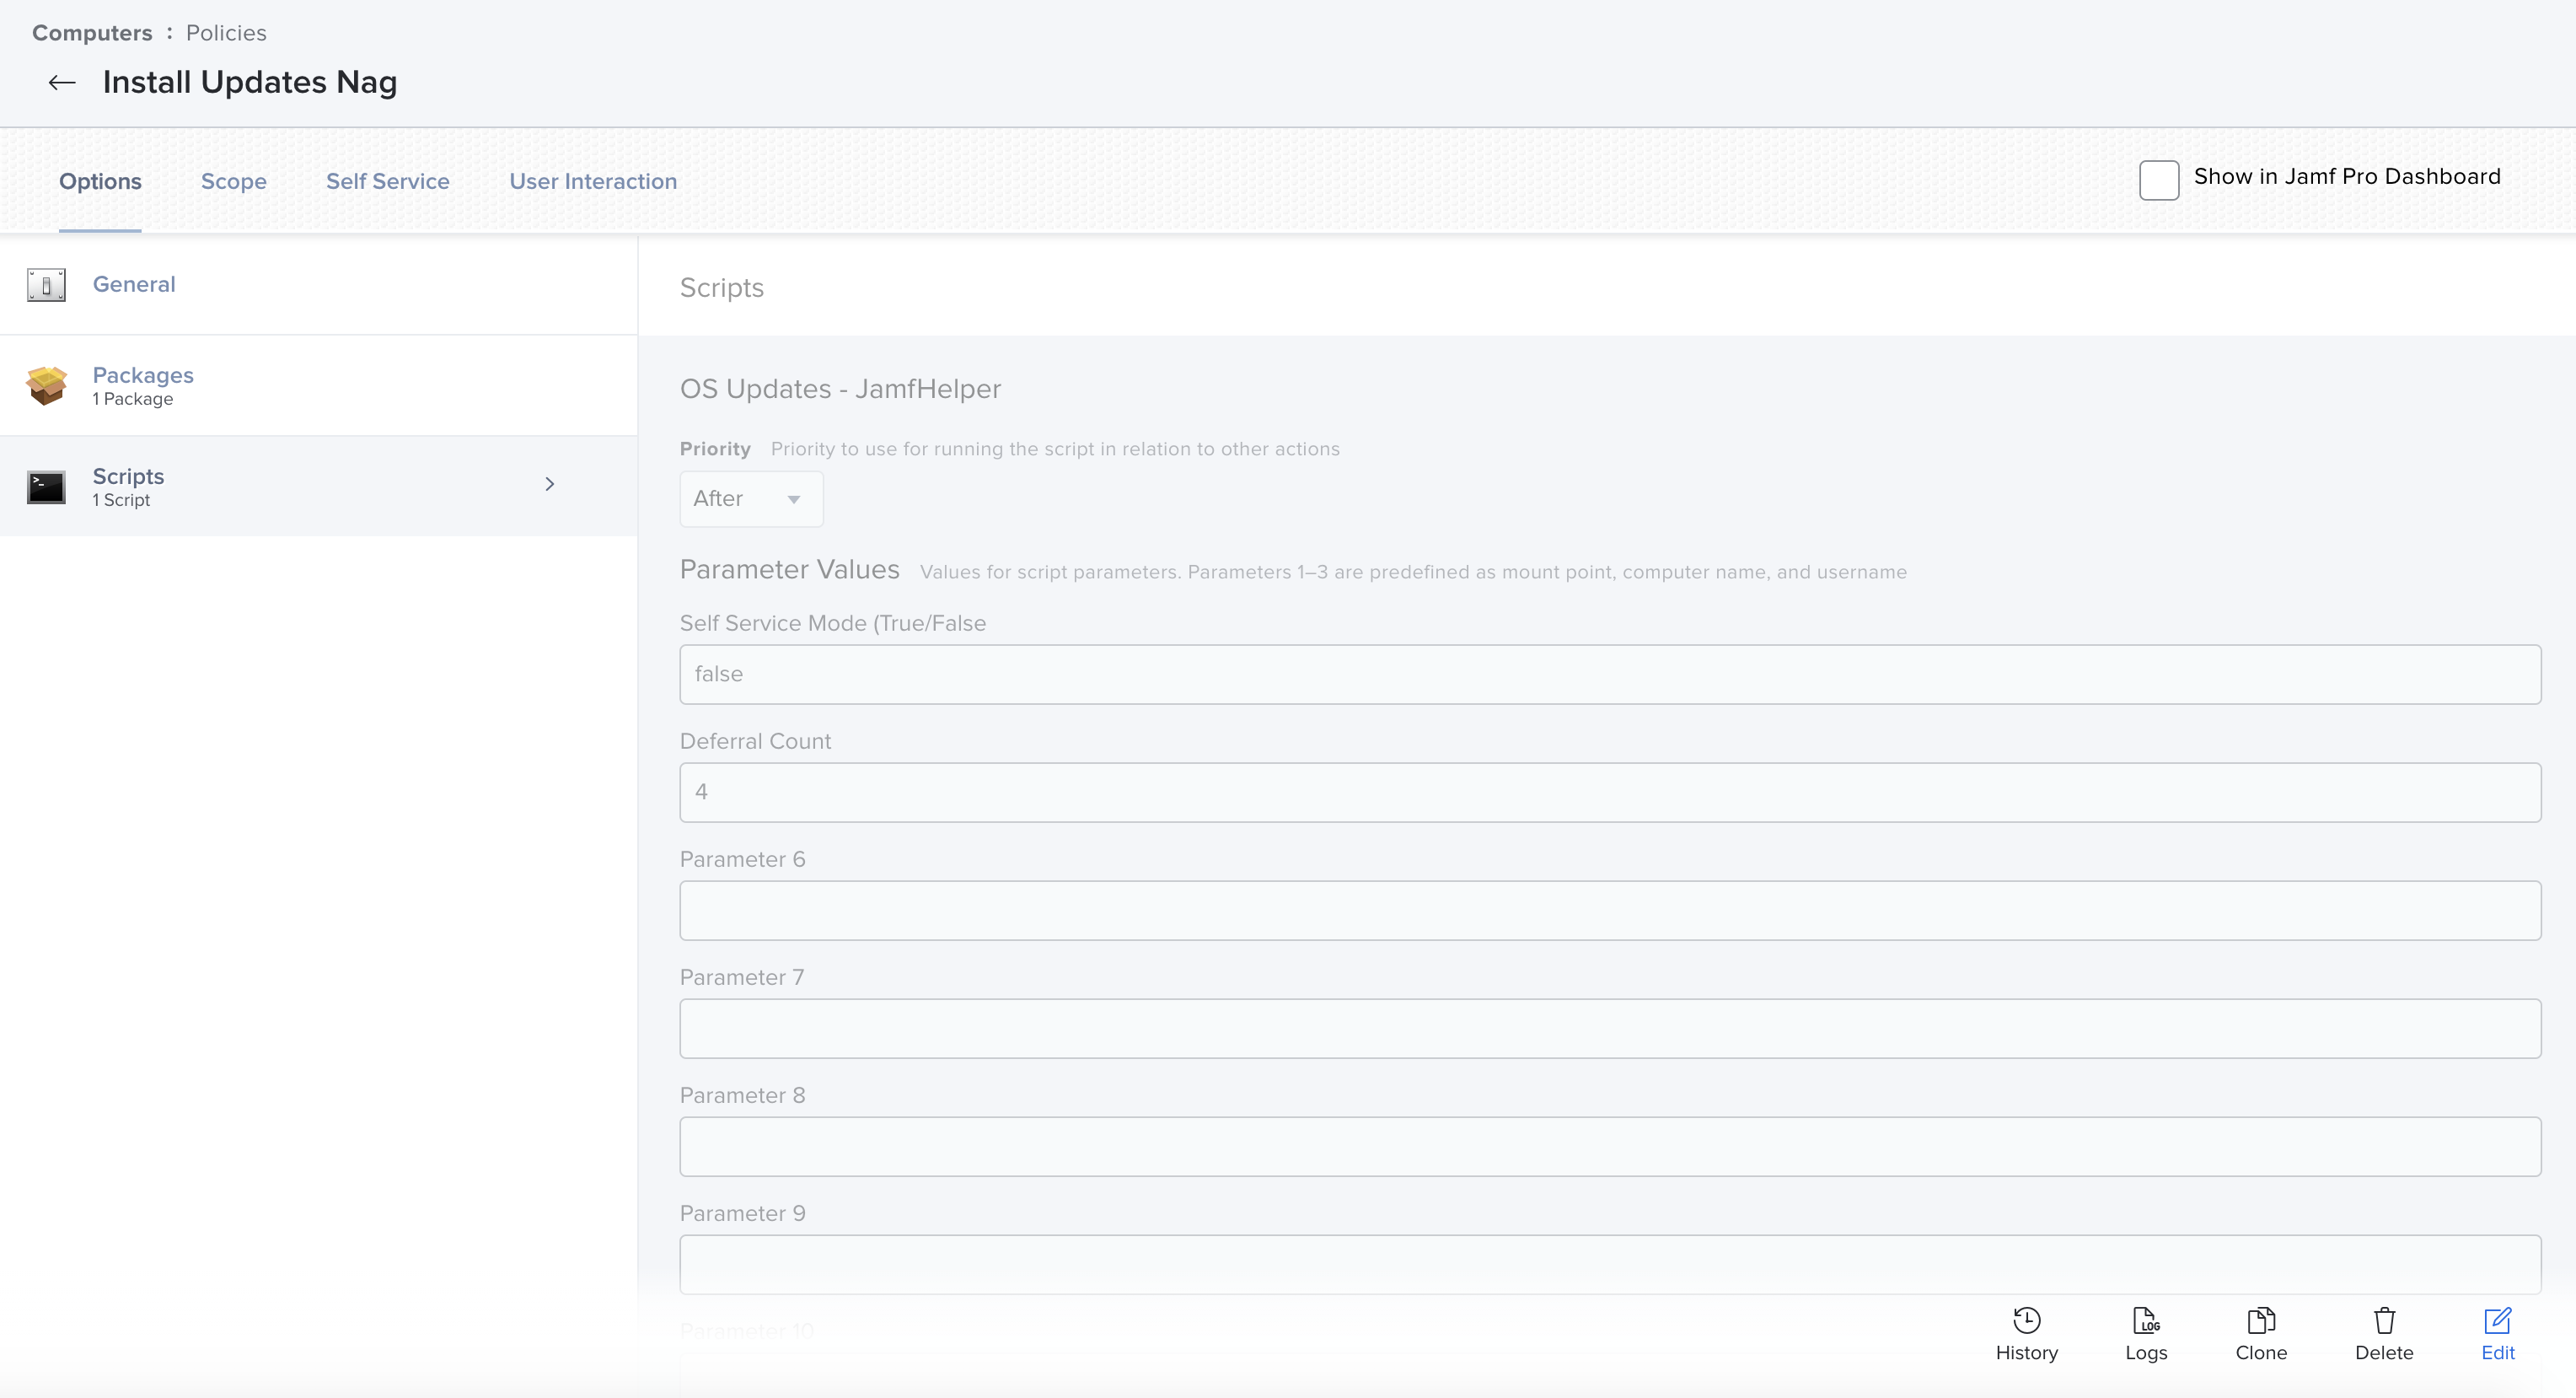 Computers : Policies
Install Updates Nag
Options
Scope
Self Service
User Interaction
Show in Jamf Pro Dashboard
General
Packages
1 Package
Scripts
1 Script
Scripts
OS Updates - JamfHelper
Priority Priority to use for running the script in relation to other actions
After
Parameter Values Values for script parameters. Parameters 1–3 are predefined as mount point, computer name, and username
Self Service Mode (True/False
false
Deferral Count
4
Parameter 6
Parameter 7
Parameter 8
Parameter 9
Parameter 10
>_
LOG
History
Logs
Clone
Delete
Edit